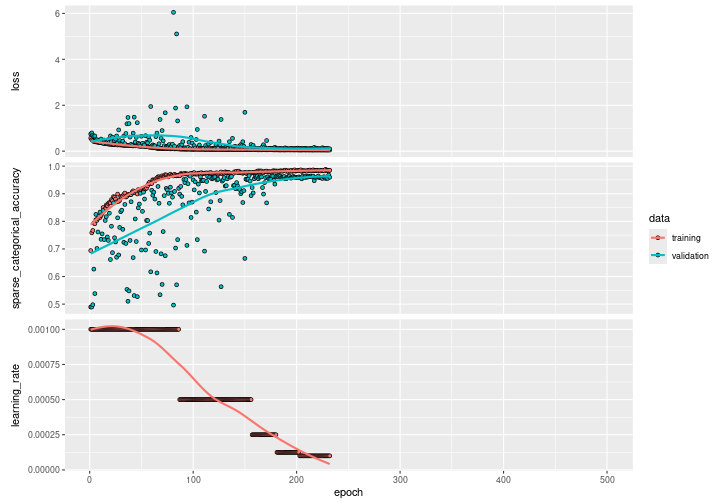 6
4
2
0
loss
1.0
0.9
0.8
0.7
0.6
0.5
sparse_categorical_accuracy
0.00100
0.00075
0.00050
0.00025
0.00000
learning_rate
0 100 200 300 400 500
epoch
data
training
validation